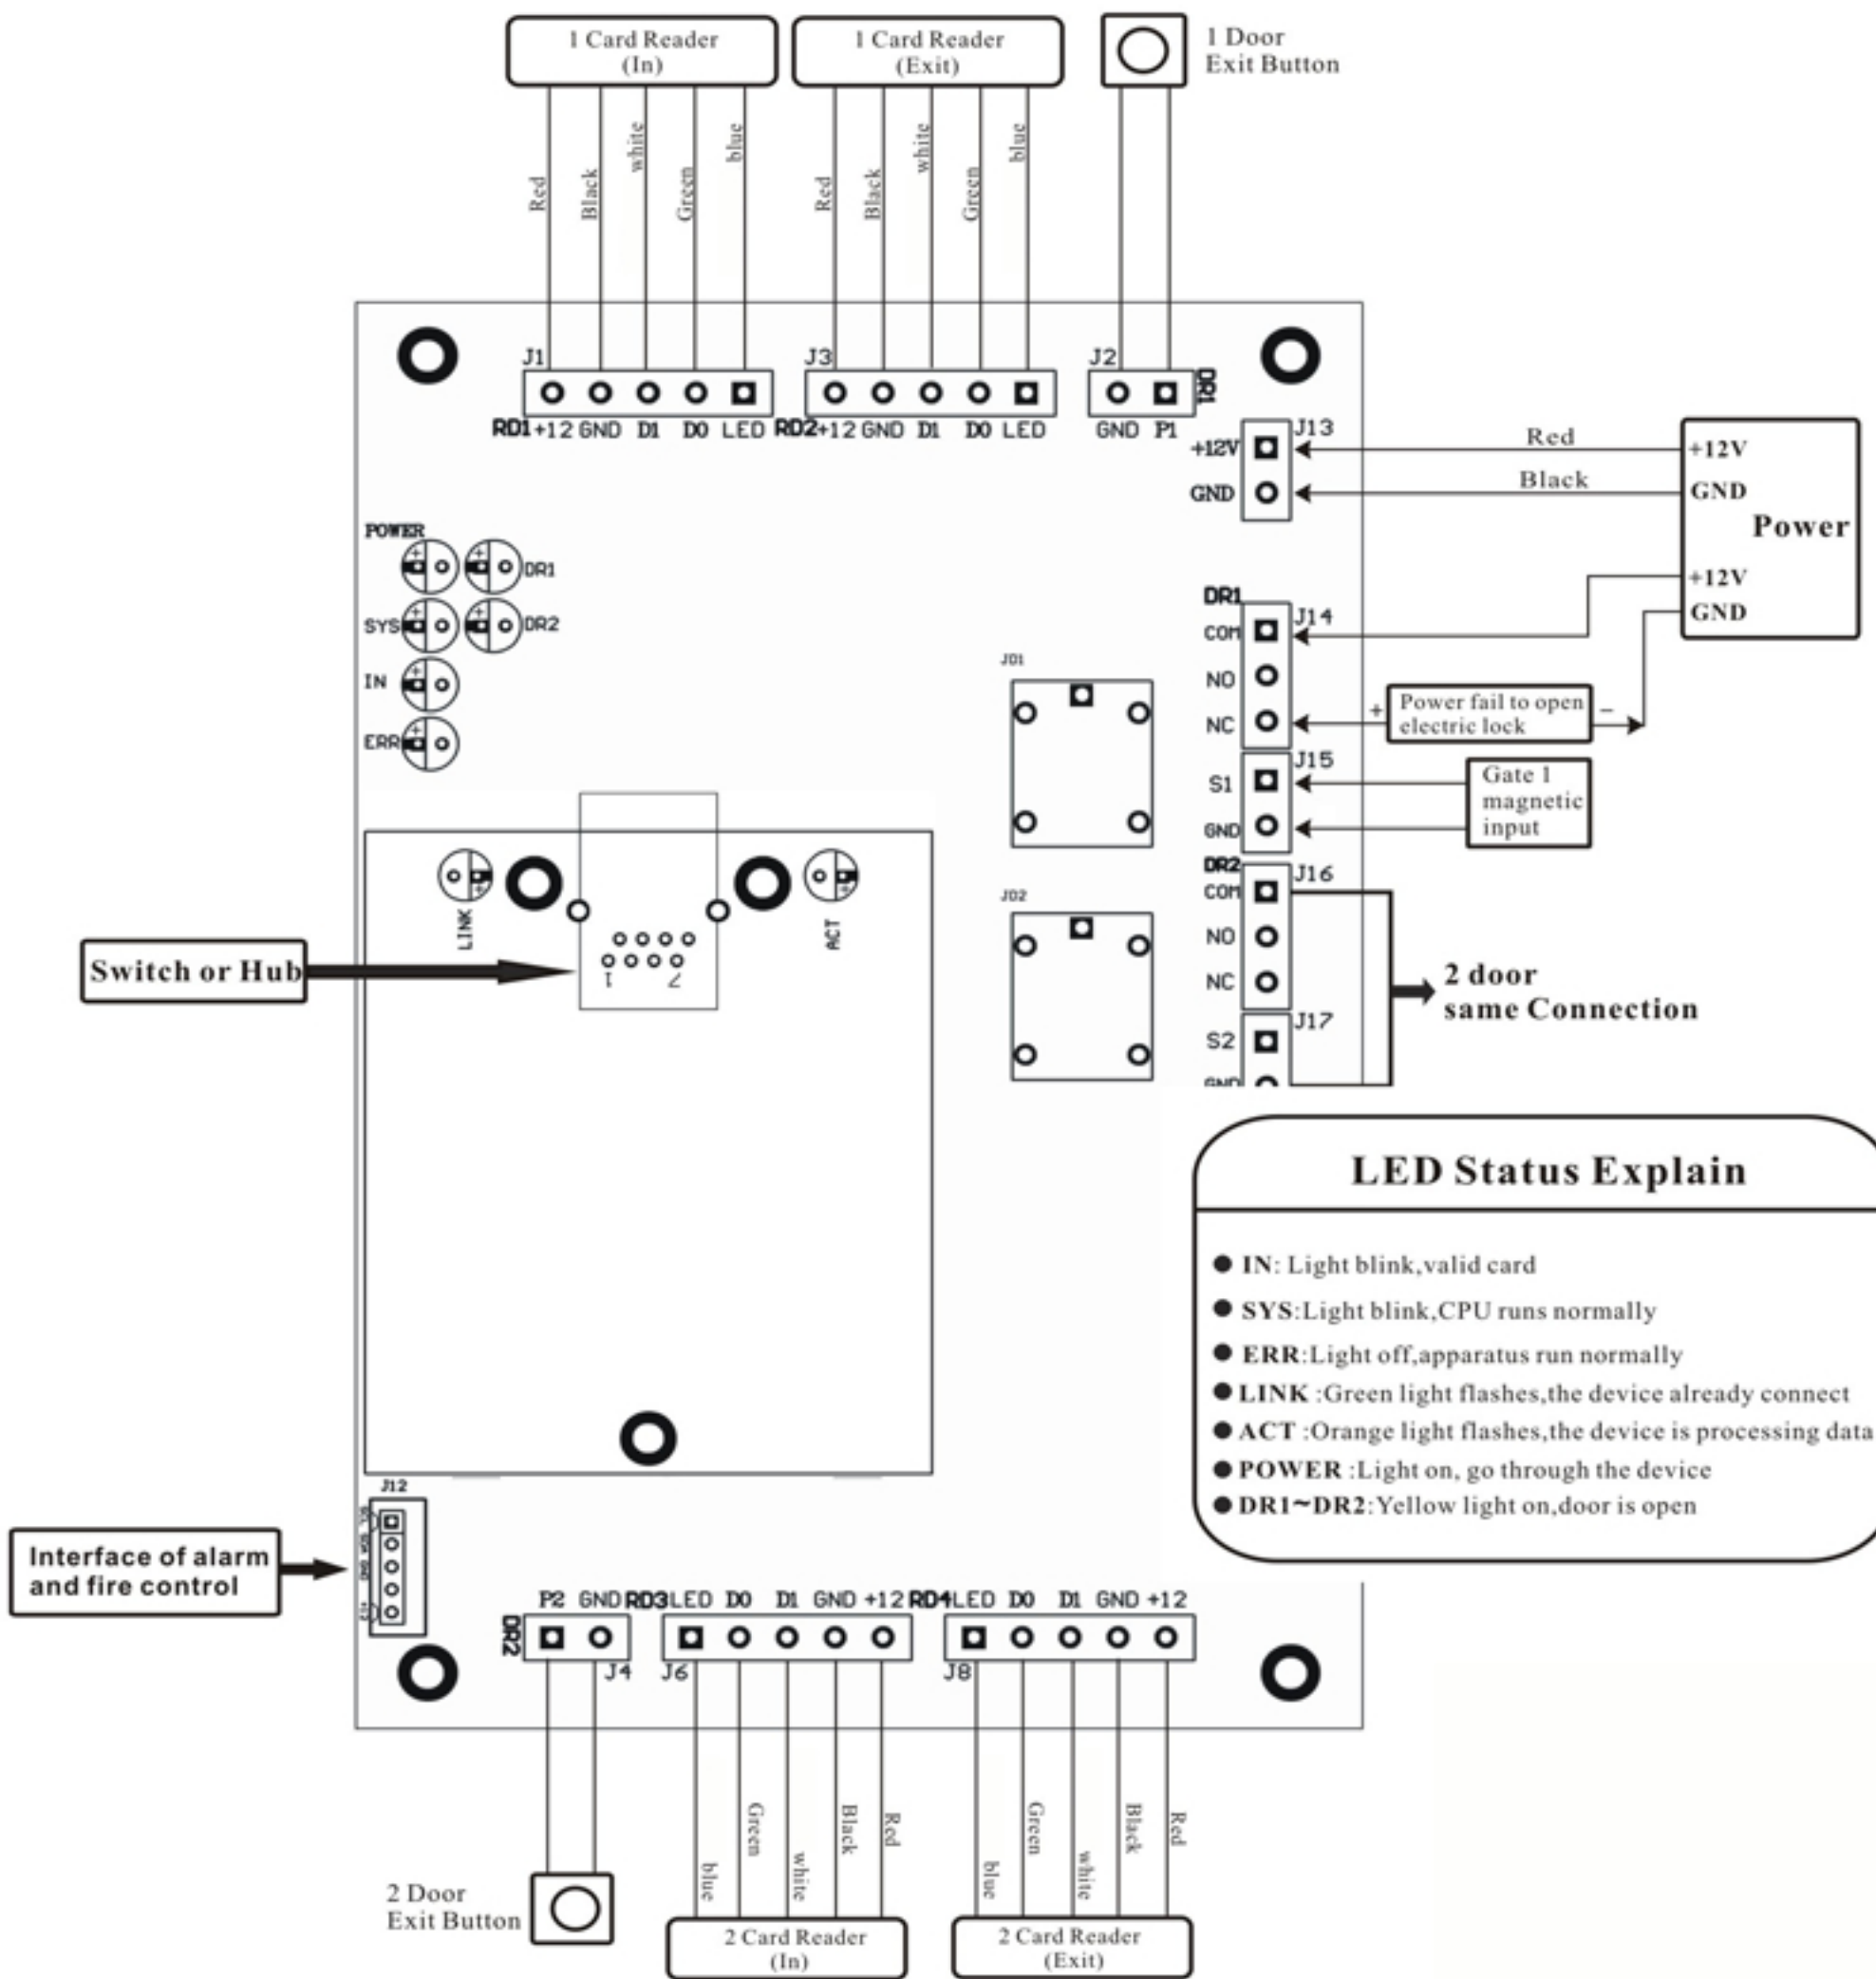 1 Card Reader
(In)
1 Card Reader
(Exit)
1 Door
Exit Button
Red
Black
white
Green
blue
Red
Black
white
Green
blue
J1
J3
J2
DR1
RD1 +12 GND D1 D0 LED
RD2 +12 GND D1 D0 LED
GND P1
J13
+12V
GND
Red
Black
+12V
GND
Power
+12V
GND
POWER
DR1
SYS
DR2
IN
ERR
DR1
J14
COM
NO
NC
+
Power fail to open
electric lock
−
J15
S1
GND
Gate 1
magnetic
input
JD1
JD2
DR2
J16
COM
NO
NC
J17
S2
GND
2 door
same Connection
LINK
ACT
1 7
Switch or Hub
LED Status Explain
● IN: Light blink,valid card
● SYS:Light blink,CPU runs normally
● ERR:Light off,apparatus run normally
● LINK :Green light flashes,the device already connect
● ACT :Orange light flashes,the device is processing data
● POWER :Light on, go through the device
● DR1~DR2:Yellow light on,door is open
J12
GND
+12
Interface of alarm
and fire control
P2 GND
RD3 LED D0 D1 GND +12
RD4 LED D0 D1 GND +12
DR2
J4
J6
J8
blue
Green
white
Black
Red
blue
Green
white
Black
Red
2 Door
Exit Button
2 Card Reader
(In)
2 Card Reader
(Exit)